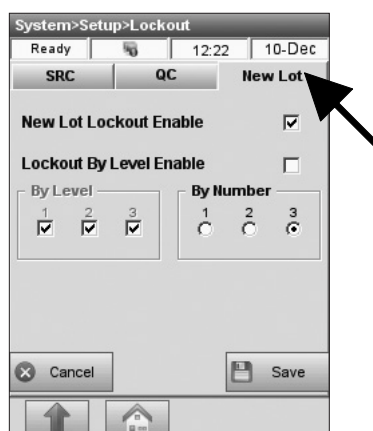 System>Setup>Lockout
Ready 12:22 10-Dec
SRC QC New Lot
New Lot Lockout Enable
Lockout By Level Enable
By Level By Number
1 2 3 1 2 3
Cancel Save